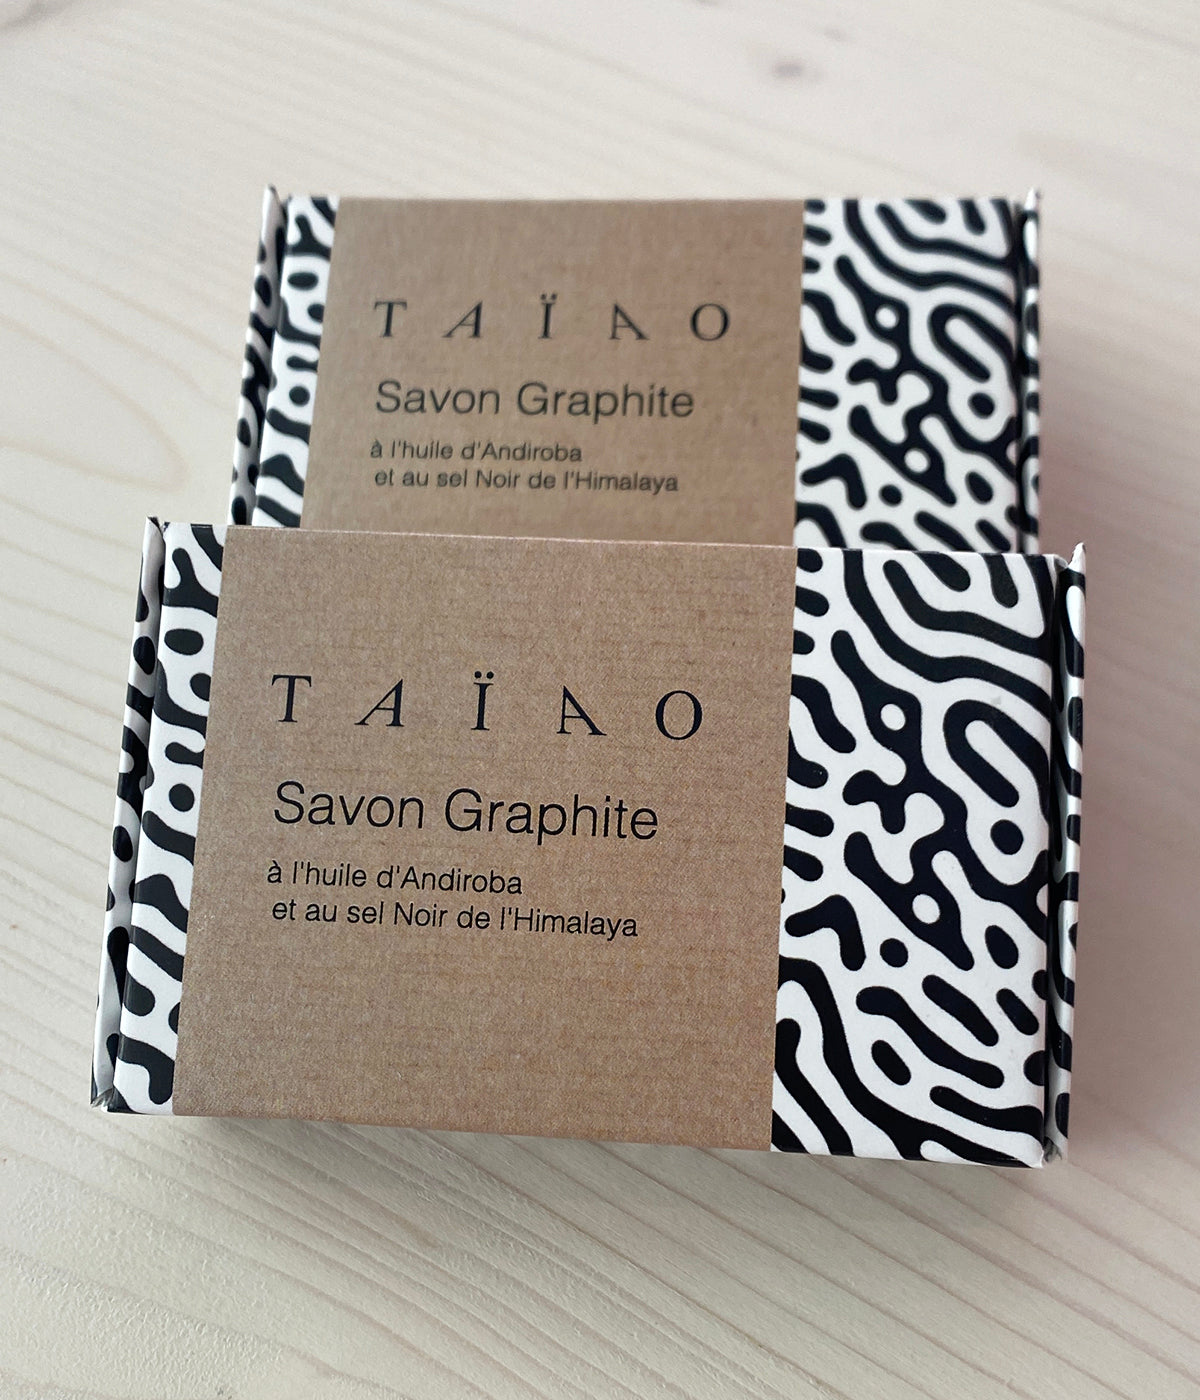 TAÏAO
Savon Graphite
à l'huile d'Andiroba
et au sel Noir de l'Himalaya
TAÏAO
Savon Graphite
à l'huile d'Andiroba
et au sel Noir de l'Himalaya